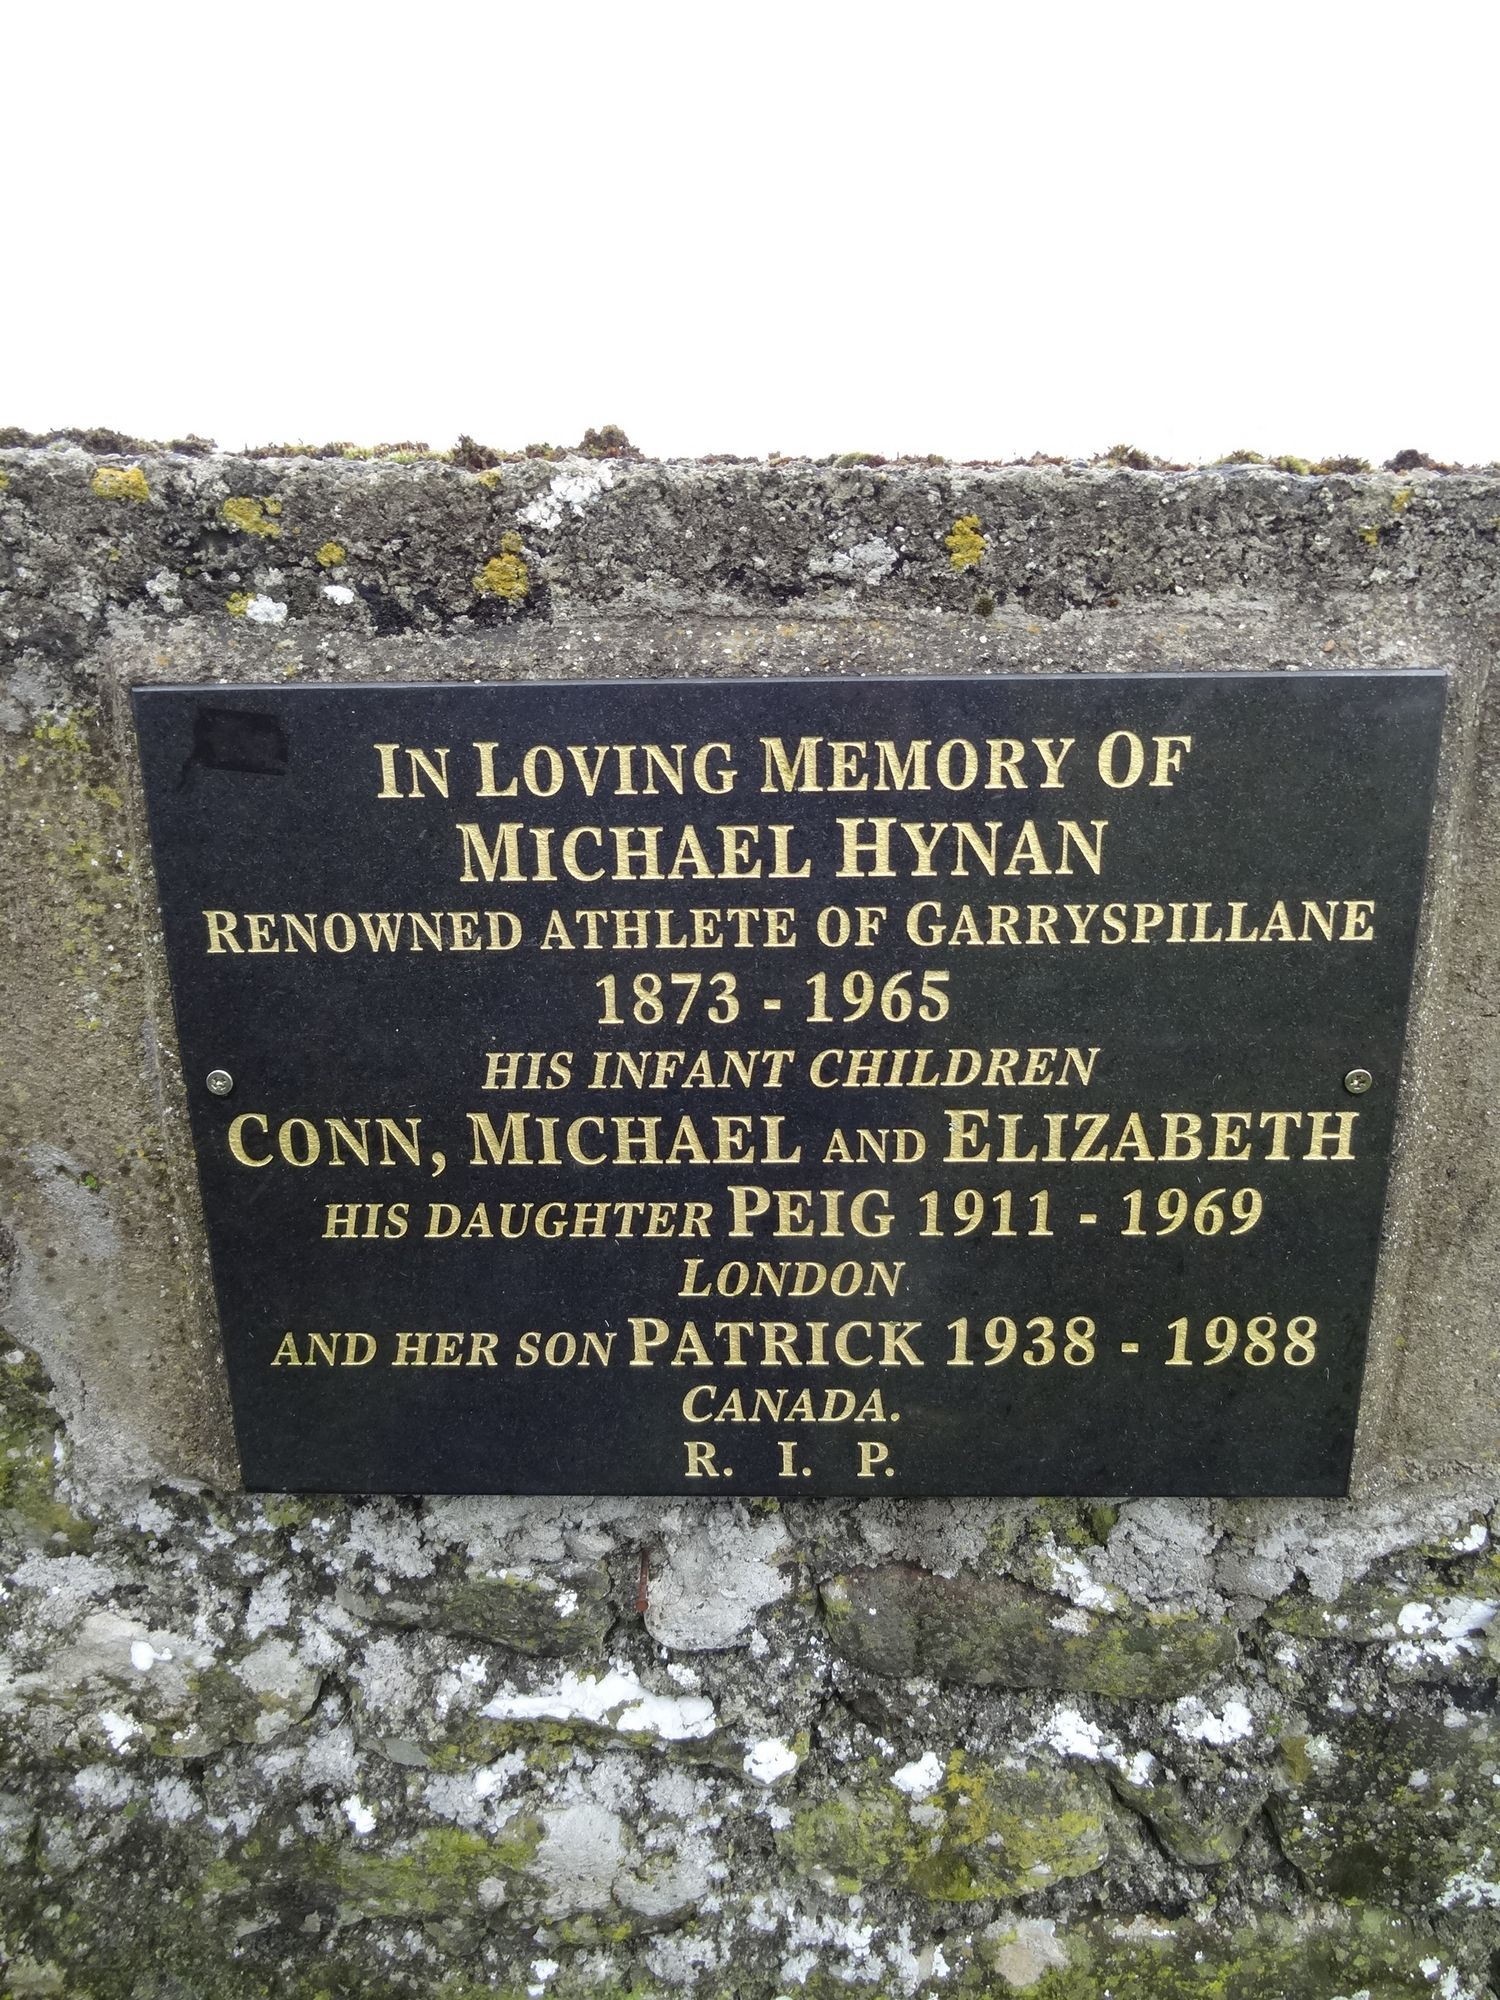 IN LOVING MEMORY OF
MICHAEL HYNAN
RENOWNED ATHLETE OF GARRYSPILLANE
1873 - 1965
HIS INFANT CHILDREN
CONN, MICHAEL AND ELIZABETH
HIS DAUGHTER PEIG 1911 - 1969
LONDON
AND HER SON PATRICK 1938 - 1988
CANADA.
R. I. P.